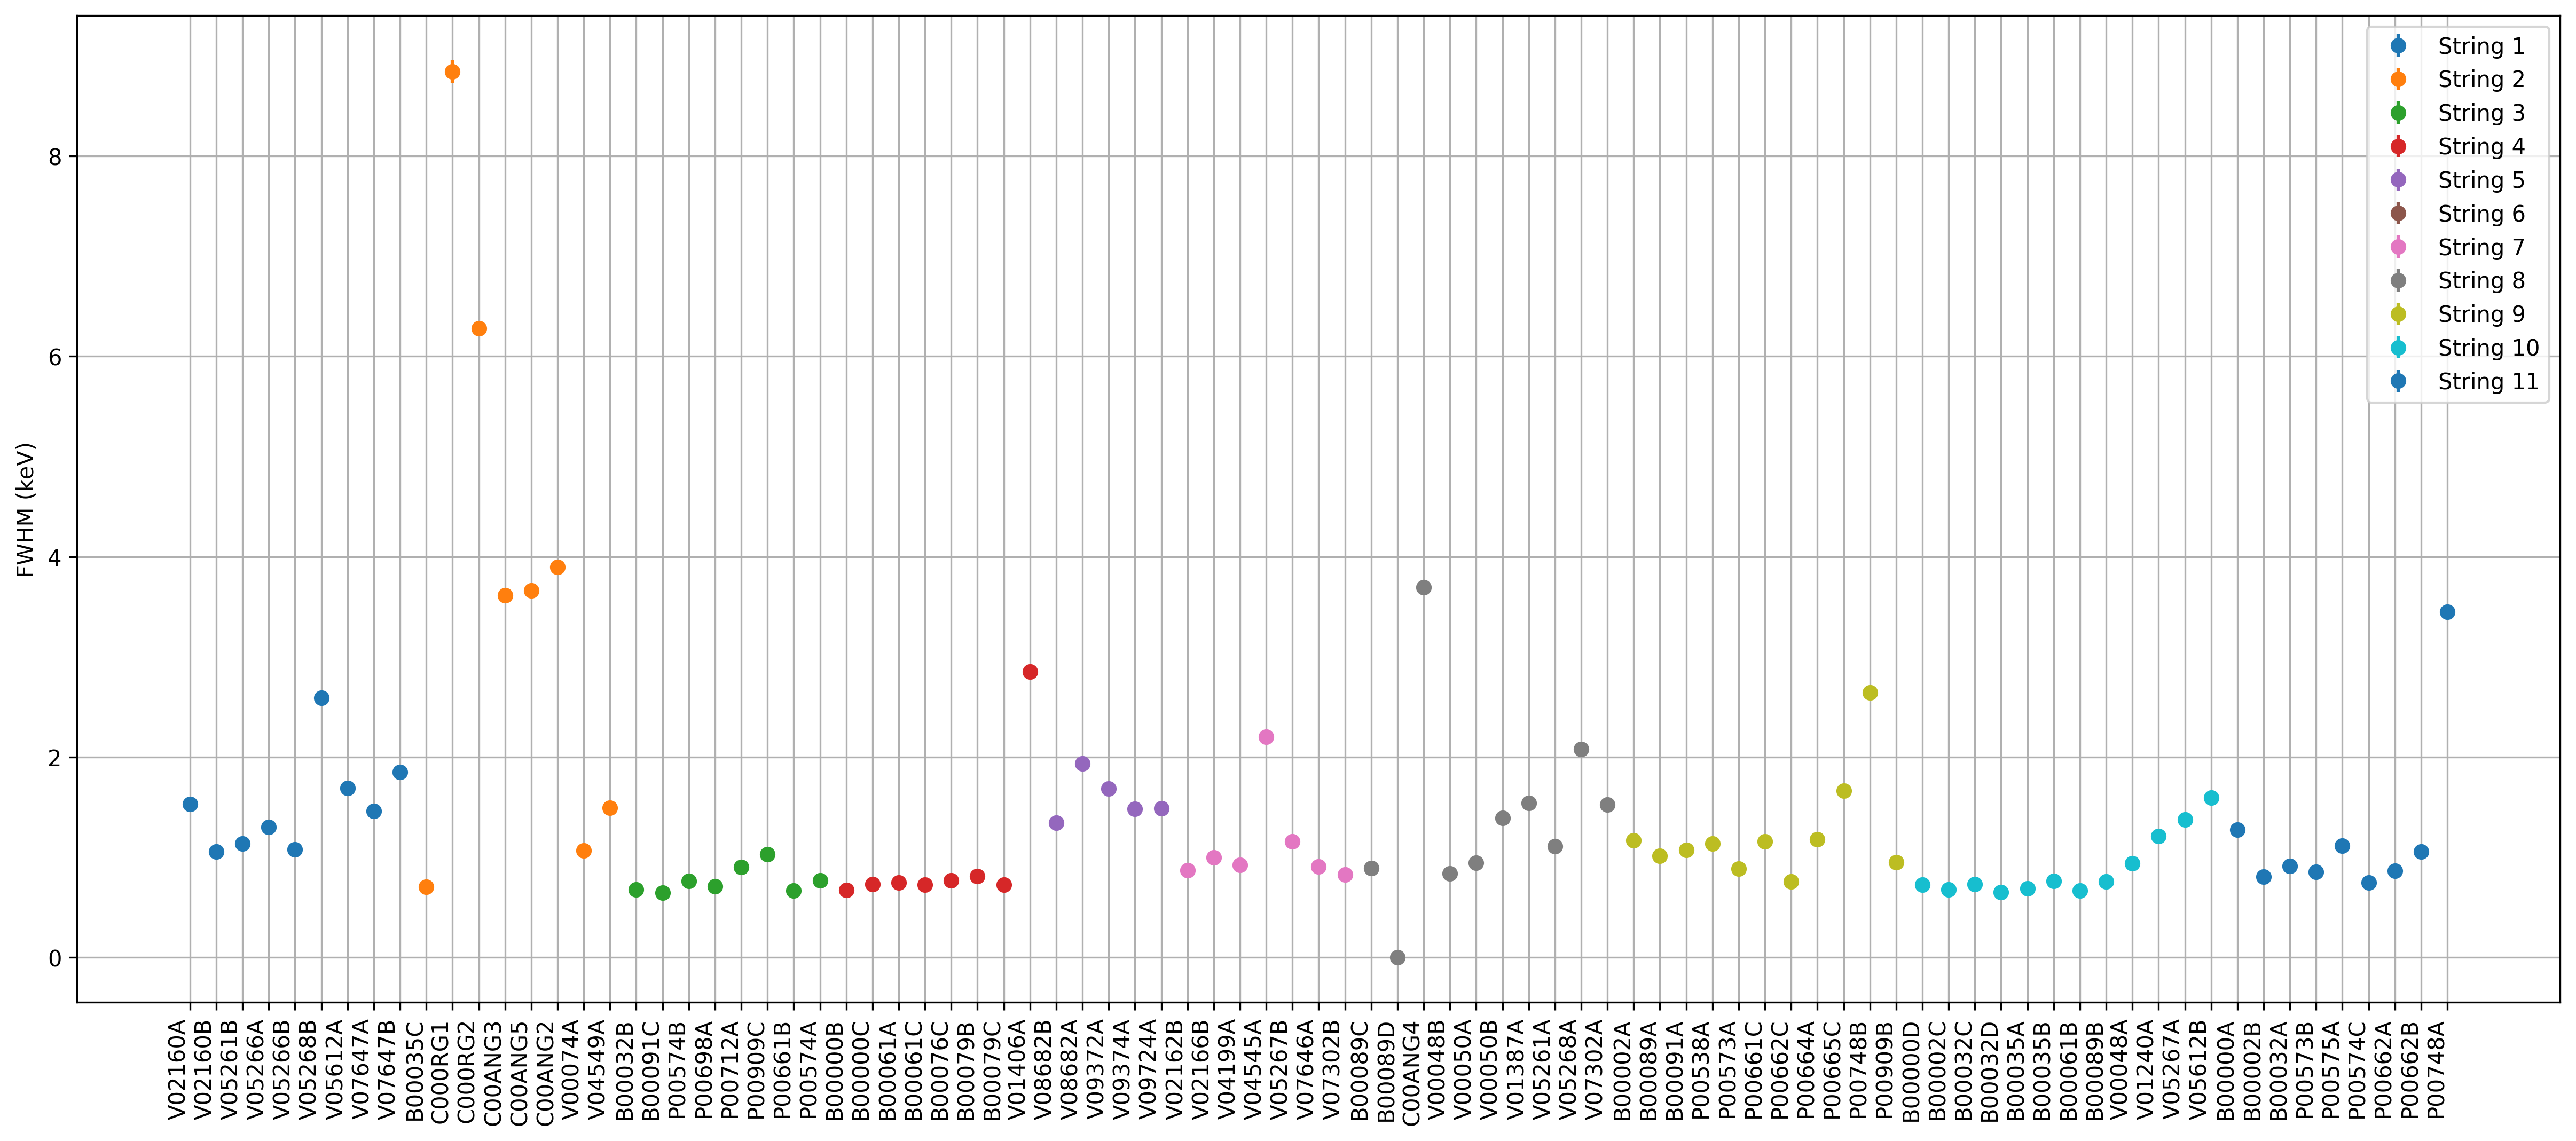 FWHM (keV)
8
6
4
2
0
String 1
String 2
String 3
String 4
String 5
String 6
String 7
String 8
String 9
String 10
String 11
V02160A
V02160B
V05261B
V05266A
V05266B
V05268B
V05612A
V07647A
V07647B
B00035C
C000RG1
C000RG2
C00ANG3
C00ANG5
C00ANG2
V00074A
V04549A
B00032B
B00091C
P00574B
P00698A
P00712A
P00909C
P00661B
P00574A
B00000B
B00000C
B00061A
B00061C
B00076C
B00079B
B00079C
V01406A
V08682B
V08682A
V09372A
V09374A
V09724A
V02162B
V02166B
V04199A
V04545A
V05267B
V07646A
V07302B
B00089C
B00089D
C00ANG4
V00048B
V00050A
V00050B
V01387A
V05261A
V05268A
V07302A
B00002A
B00089A
B00091A
P00538A
P00573A
P00661C
P00662C
P00664A
P00665C
P00748B
P00909B
B00000D
B00002C
B00032C
B00032D
B00035A
B00035B
B00061B
B00089B
V00048A
V01240A
V05267A
V05612B
B00000A
B00002B
B00032A
P00573B
P00575A
P00574C
P00662A
P00662B
P00748A